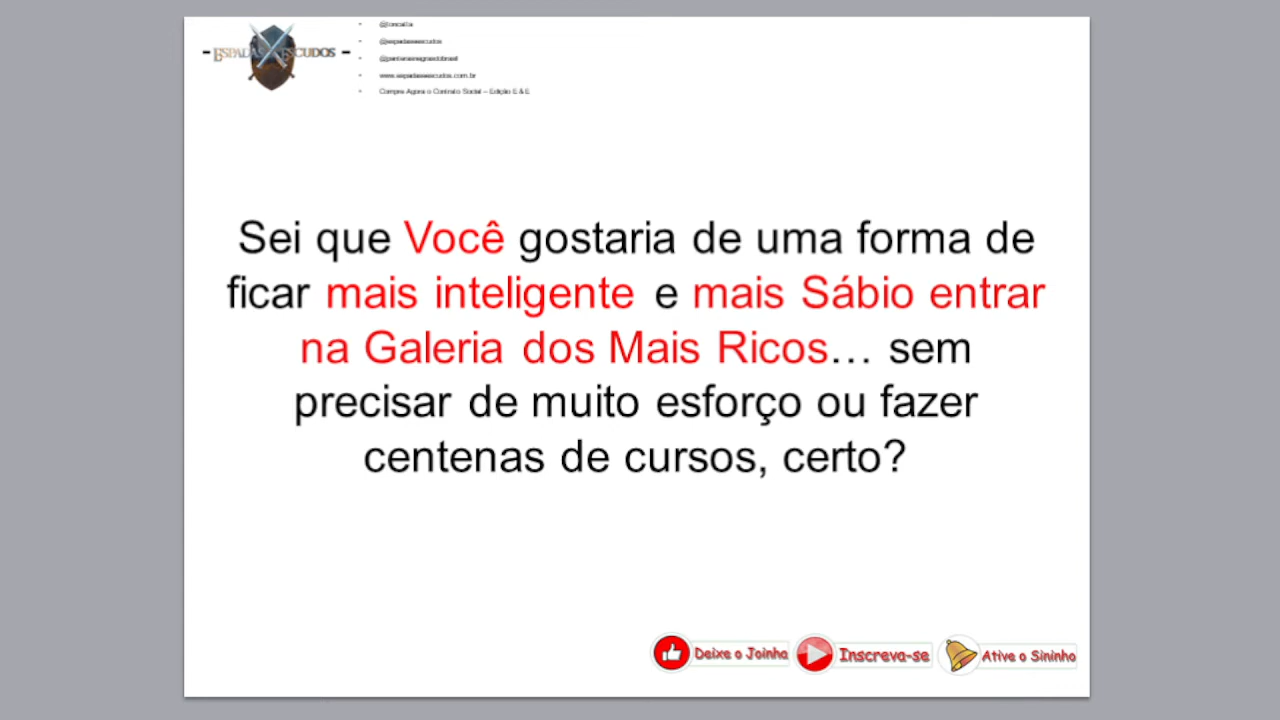 ESPADAS ESCUDOS
@espadaseescudos
www.espadaseescudos.com.br
Compre Agora o Contrato Social – Edição E & E
Sei que Você gostaria de uma forma de
ficar mais inteligente e mais Sábio entrar
na Galeria dos Mais Ricos… sem
precisar de muito esforço ou fazer
centenas de cursos, certo?
Deixe o Joinha
Inscreva-se
Ative o Sininho